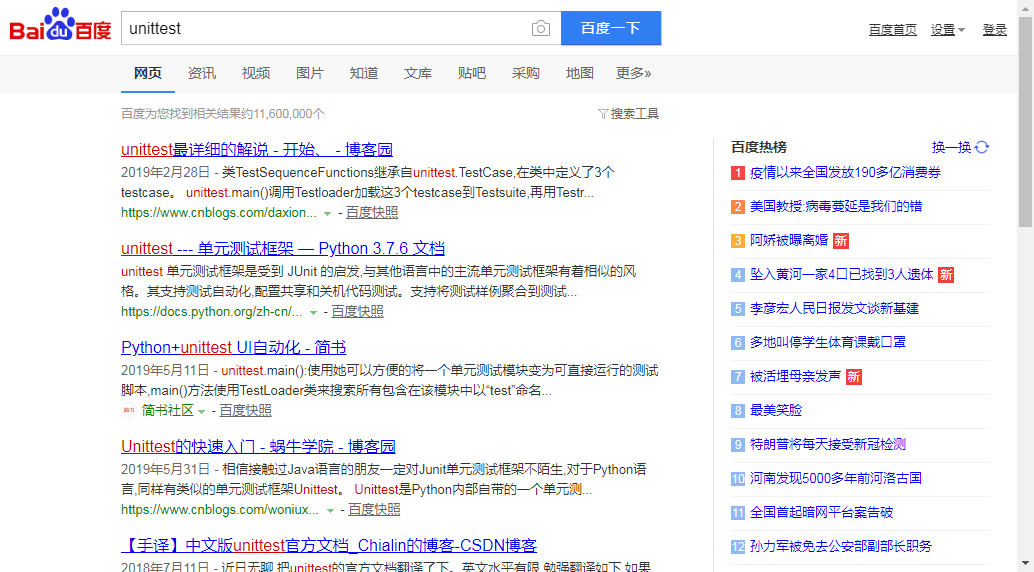 Bai du 百度
unittest
百度一下
百度首页 设置 登录
网页 资讯 视频 图片 知道 文库 贴吧 采购 地图 更多»
百度为您找到相关结果约11,600,000个
搜索工具
unittest最详细的解说 - 开始、 - 博客园
2019年2月28日 - 类TestSequenceFunctions继承自unittest.TestCase,在类中定义了3个
testcase。 unittest.main()调用Testloader加载这3个testcase到Testsuite,再用Testr...
https://www.cnblogs.com/daxion... - 百度快照
unittest --- 单元测试框架 — Python 3.7.6 文档
unittest 单元测试框架是受到 JUnit 的启发,与其他语言中的主流单元测试框架有着相似的风
格。其支持测试自动化,配置共享和关机代码测试。支持将测试样例聚合到测试...
https://docs.python.org/zh-cn/... - 百度快照
Python+unittest UI自动化 - 简书
2019年5月11日 - unittest.main():使用她可以方便的将一个单元测试模块变为可直接运行的测试
脚本,main()方法使用TestLoader类来搜索所有包含在该模块中以“test”命名...
简书 简书社区 - 百度快照
Unittest的快速入门 - 蜗牛学院 - 博客园
2019年5月31日 - 相信接触过Java语言的朋友一定对Junit单元测试框架不陌生,对于Python语
言,同样有类似的单元测试框架Unittest。 Unittest是Python内部自带的一个单元测...
https://www.cnblogs.com/woniux... - 百度快照
【手译】中文版unittest官方文档_Chialin的博客-CSDN博客
2018年7月11日 - 近日无聊,把unittest的官方文档翻译了下。英文水平有限,勉强翻译如下,如果
百度热榜
换一换
1 疫情以来全国发放190多亿消费券
2 美国教授:病毒蔓延是我们的错
3 阿娇被曝离婚 新
4 坠入黄河一家4口已找到3人遗体 新
5 李彦宏人民日报发文谈新基建
6 多地叫停学生体育课戴口罩
7 被活埋母亲发声 新
8 最美笑脸
9 特朗普将每天接受新冠检测
10 河南发现5000多年前河洛古国
11 全国首起暗网平台案告破
12 孙力军被免去公安部副部长职务